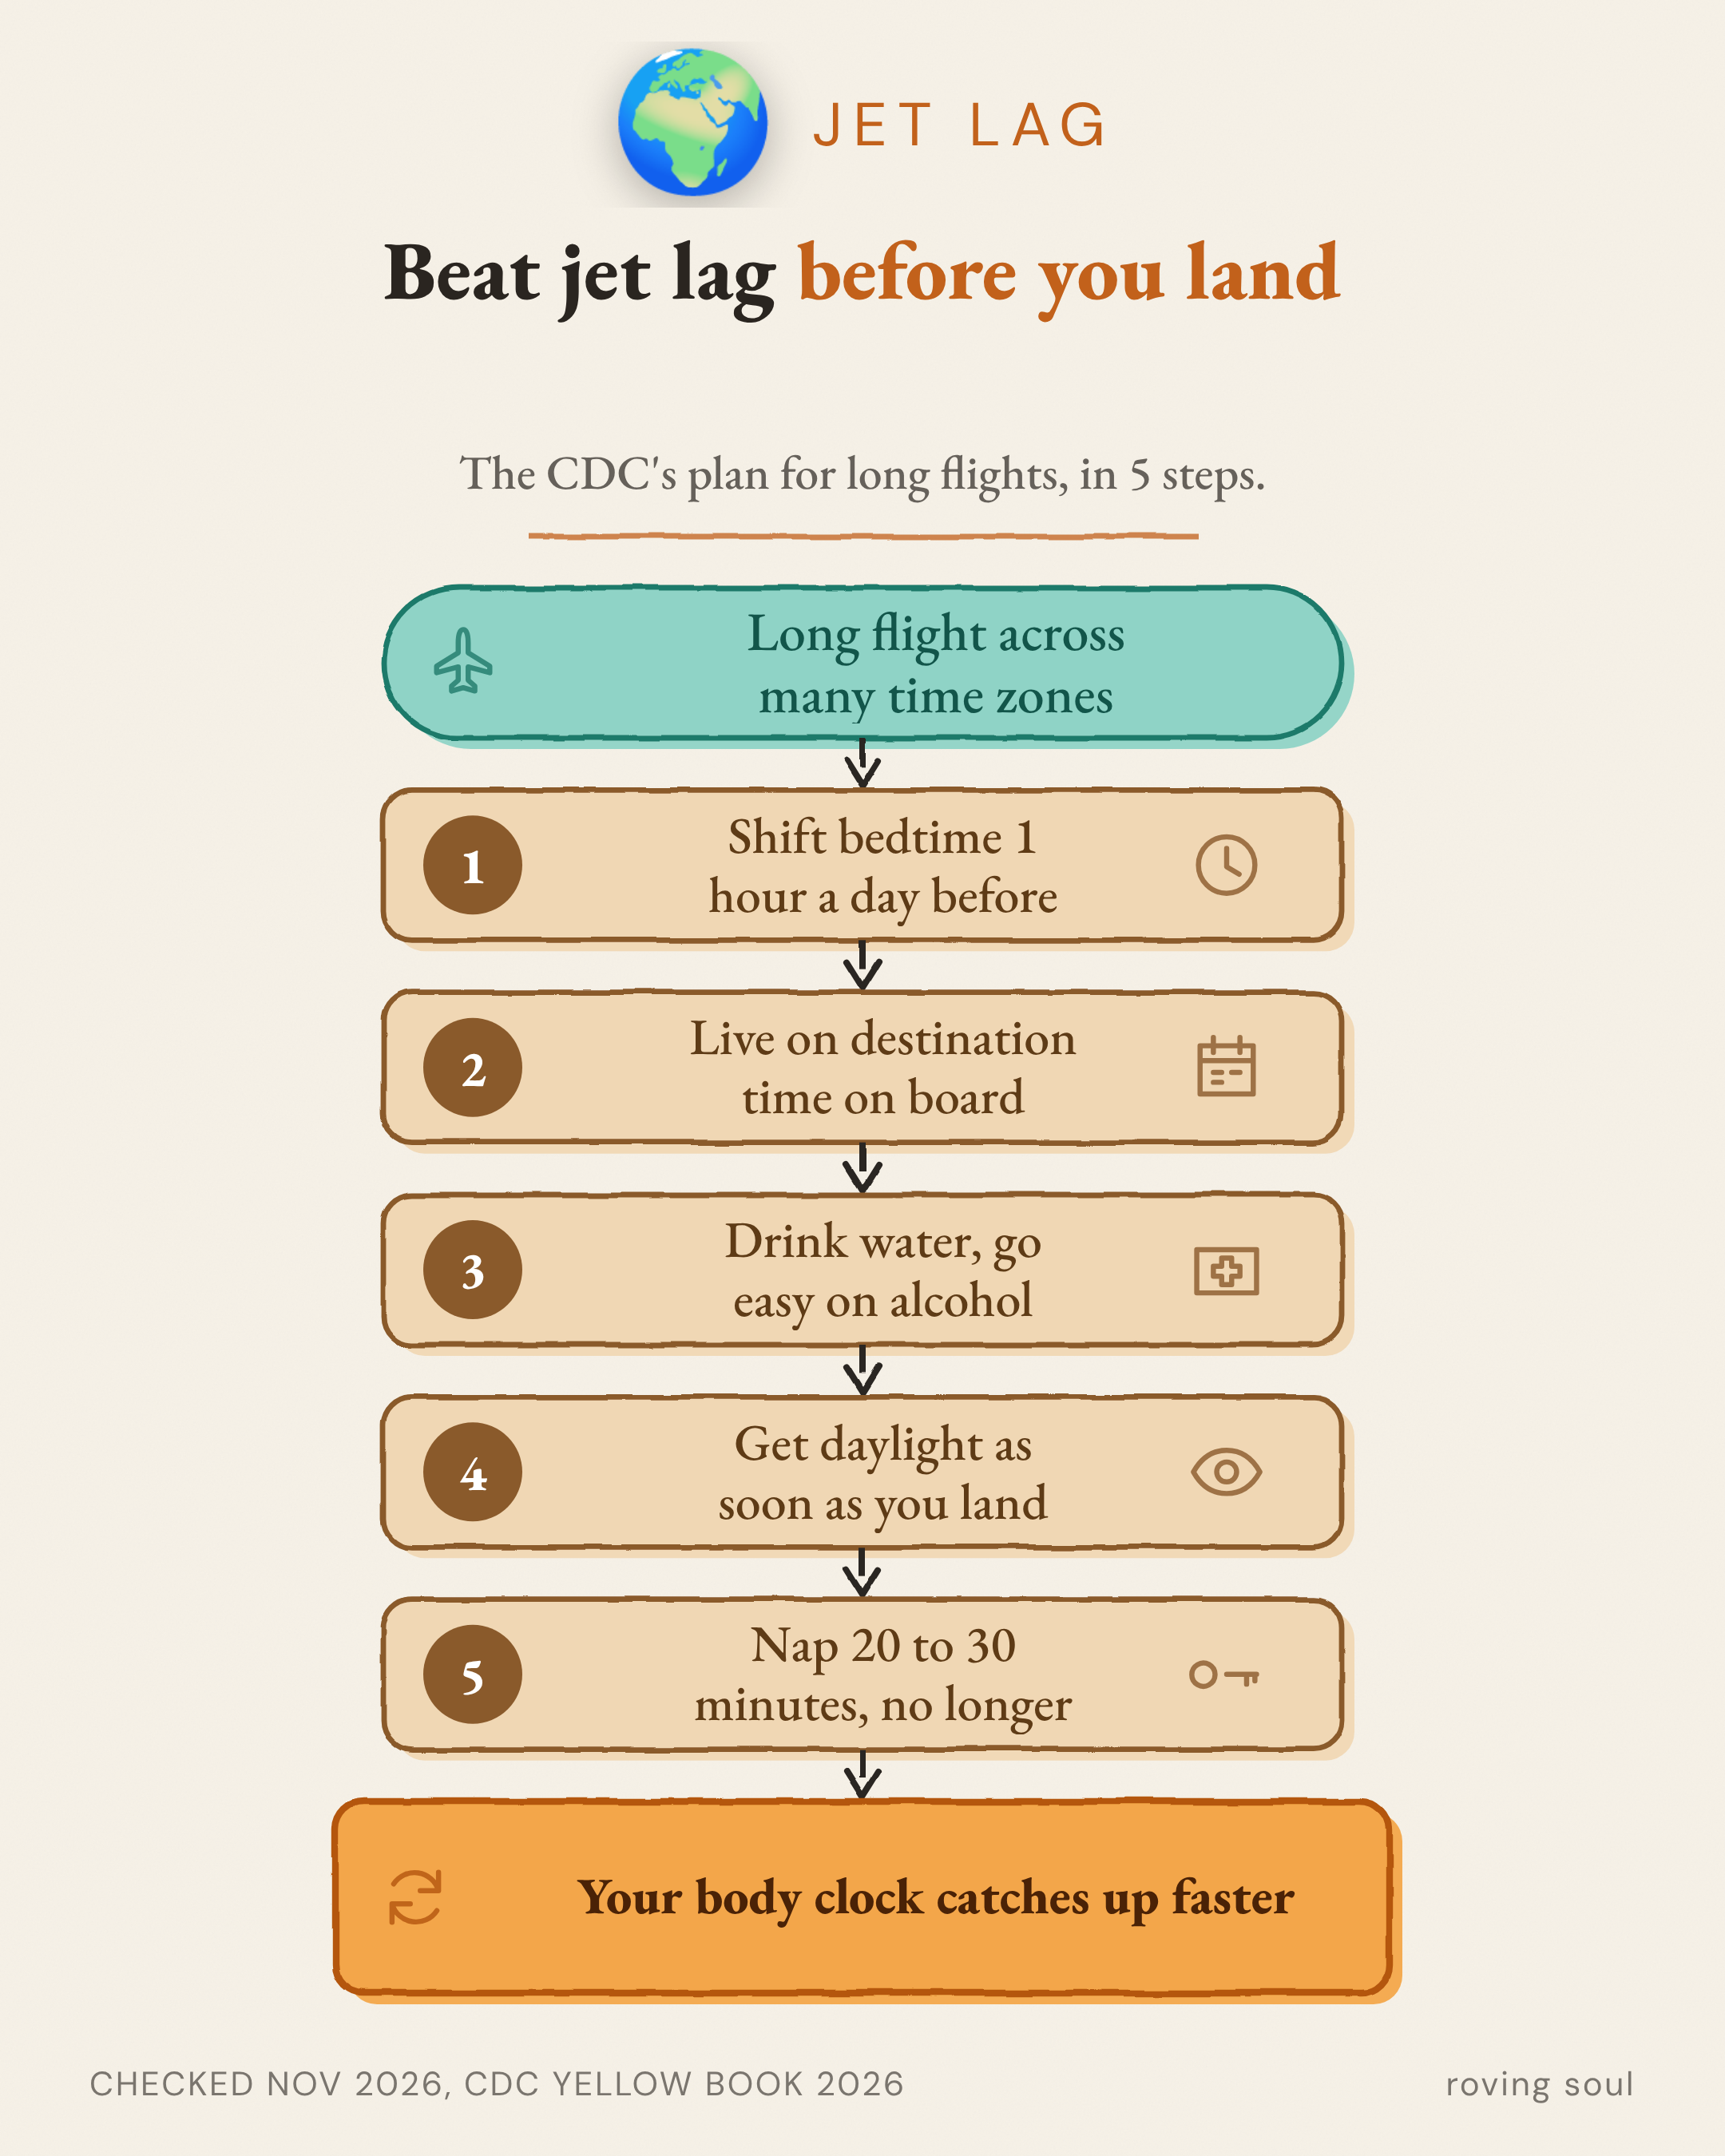 JET LAG
Beat jet lag before you land
The CDC's plan for long flights, in 5 steps.
Long flight across
many time zones
1
Shift bedtime 1
hour a day before
2
Live on destination
time on board
3
Drink water, go
easy on alcohol
4
Get daylight as
soon as you land
5
Nap 20 to 30
minutes, no longer
Your body clock catches up faster
CHECKED NOV 2026, CDC YELLOW BOOK 2026
roving soul